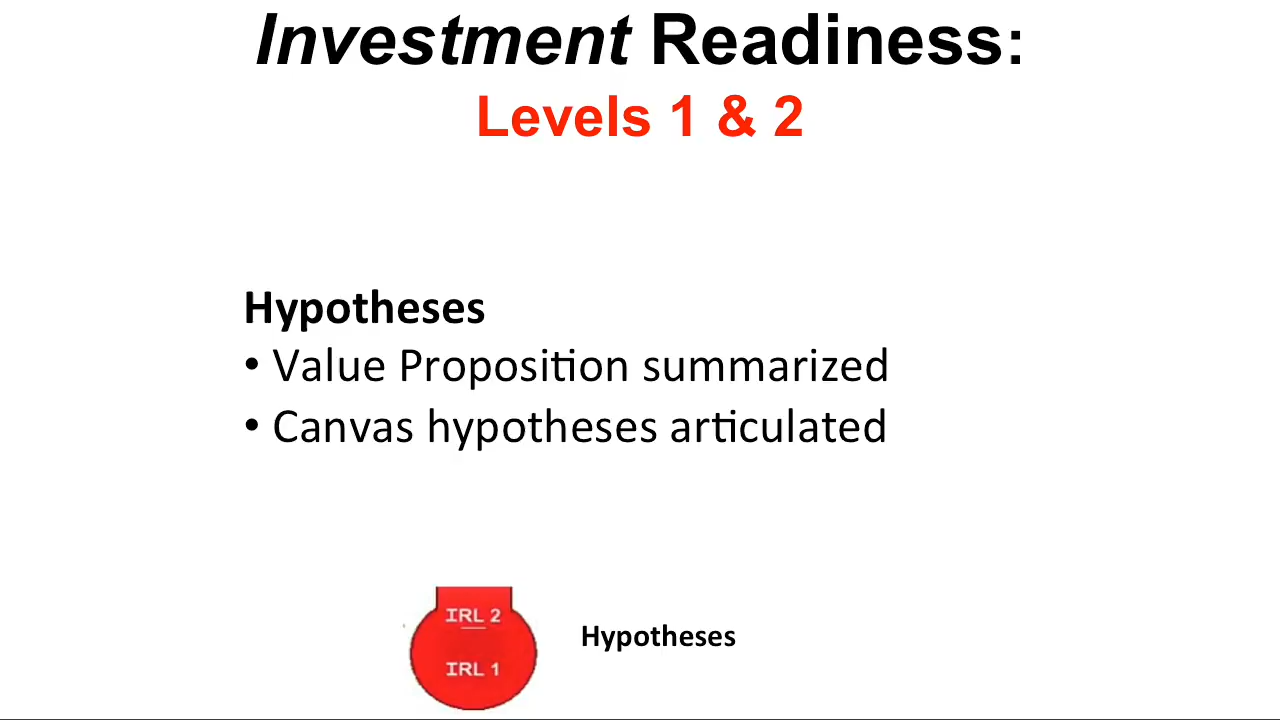 Investment Readiness:
Levels 1 & 2
Hypotheses
• Value Proposition summarized
• Canvas hypotheses articulated
IRL 2
Hypotheses
IRL 1